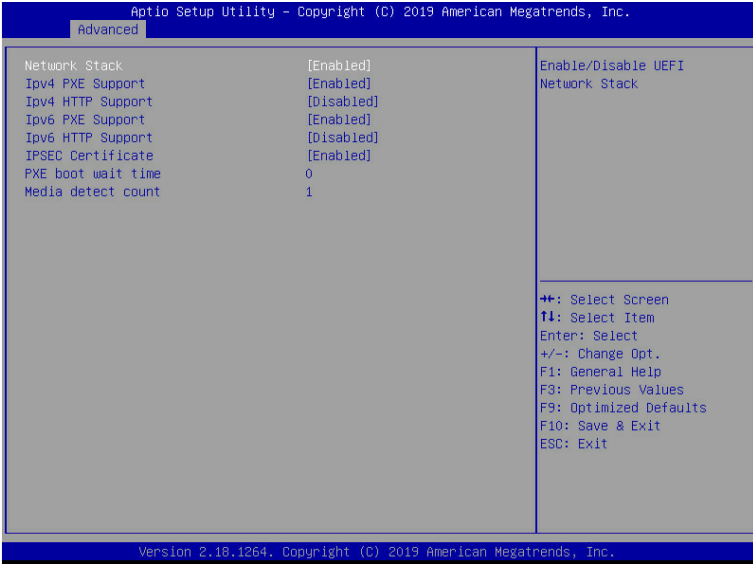 Aptio Setup Utility – Copyright (C) 2019 American Megatrends, Inc.
Advanced
Network Stack [Enabled]
Ipv4 PXE Support [Enabled]
Ipv4 HTTP Support [Disabled]
Ipv6 PXE Support [Enabled]
Ipv6 HTTP Support [Disabled]
IPSEC Certificate [Enabled]
PXE boot wait time 0
Media detect count 1
Enable/Disable UEFI
Network Stack
→←: Select Screen
↑↓: Select Item
Enter: Select
+/-: Change Opt.
F1: General Help
F3: Previous Values
F9: Optimized Defaults
F10: Save & Exit
ESC: Exit
Version 2.18.1264. Copyright (C) 2019 American Megatrends, Inc.